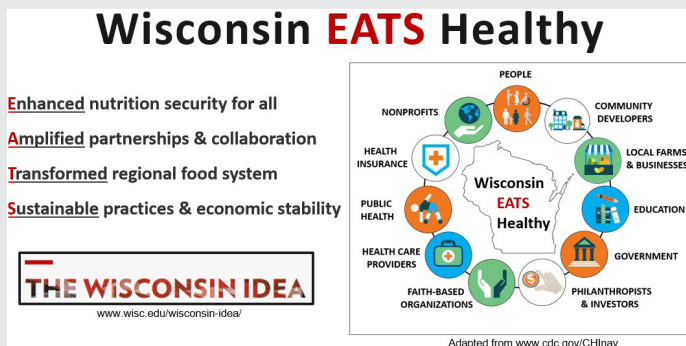 Wisconsin EATS Healthy
Enhanced nutrition security for all
Amplified partnerships & collaboration
Transformed regional food system
Sustainable practices & economic stability
THE WISCONSIN IDEA
www.wisc.edu/wisconsin-idea/
PEOPLE
COMMUNITY
DEVELOPERS
LOCAL FARMS
& BUSINESSES
EDUCATION
GOVERNMENT
PHILANTHROPISTS
& INVESTORS
FAITH-BASED
ORGANIZATIONS
HEALTH CARE
PROVIDERS
PUBLIC
HEALTH
HEALTH
INSURANCE
NONPROFITS
Wisconsin
EATS
Healthy
$
Adapted from www.cdc.gov/CHInav